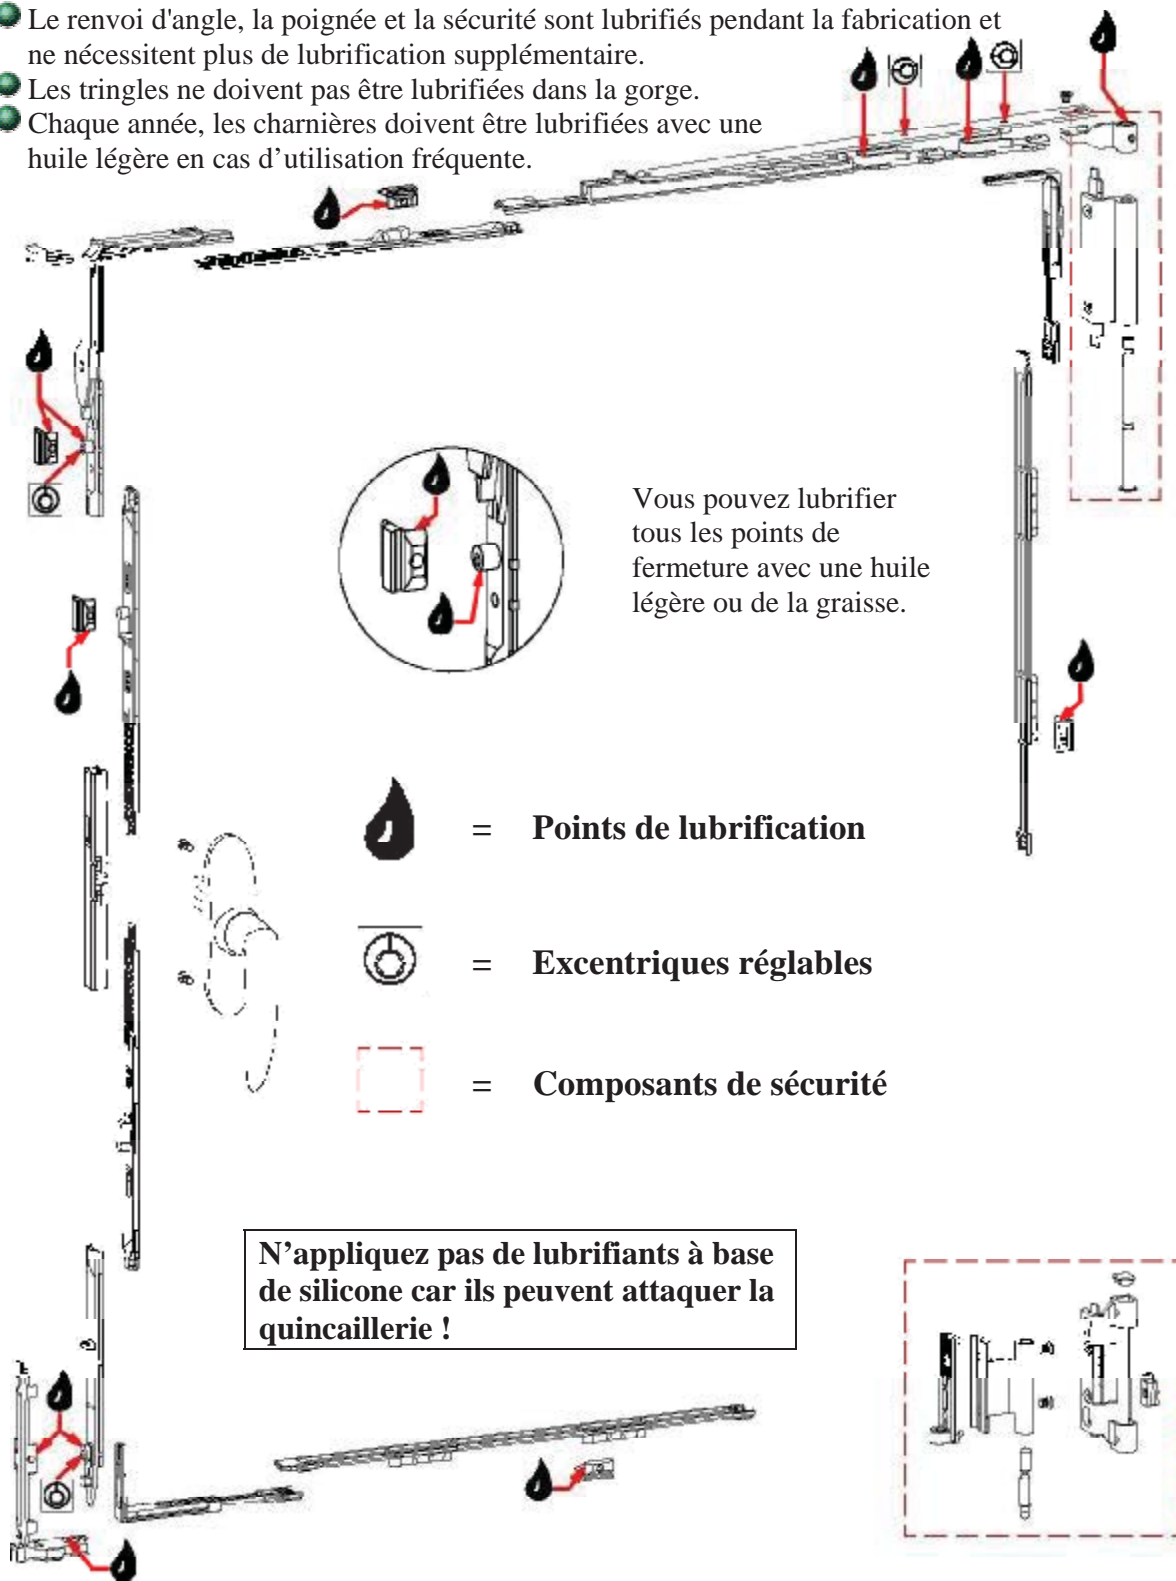 Le renvoi d'angle, la poignée et la sécurité sont lubrifiés pendant la fabrication et
ne nécessitent plus de lubrification supplémentaire.
Les tringles ne doivent pas être lubrifiées dans la gorge.
Chaque année, les charnières doivent être lubrifiées avec une
huile légère en cas d’utilisation fréquente.
Vous pouvez lubrifier
tous les points de
fermeture avec une huile
légère ou de la graisse.
= Points de lubrification
= Excentriques réglables
= Composants de sécurité
N’appliquez pas de lubrifiants à base
de silicone car ils peuvent attaquer la
quincaillerie !